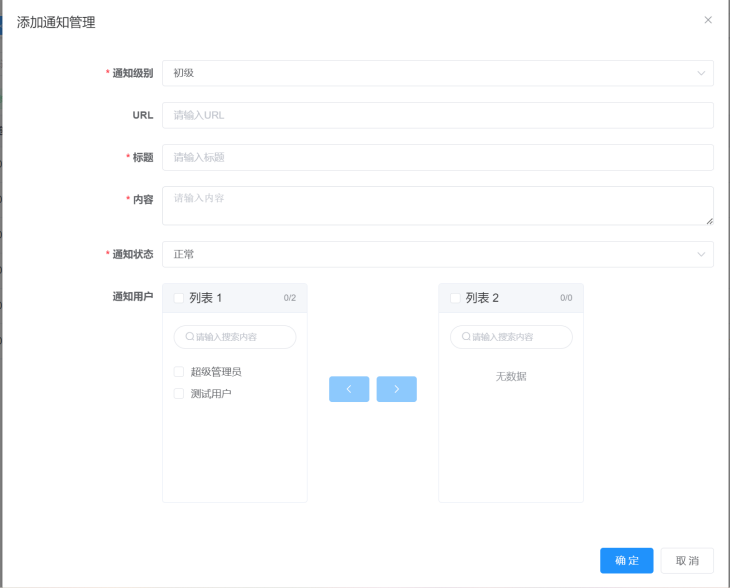 添加通知管理
* 通知级别 初级
URL 请输入URL
* 标题 请输入标题
* 内容 请输入内容
* 通知状态 正常
通知用户 列表 1 0/2 列表 2 0/0
请输入搜索内容 请输入搜索内容
超级管理员 无数据
测试用户
确 定 取 消